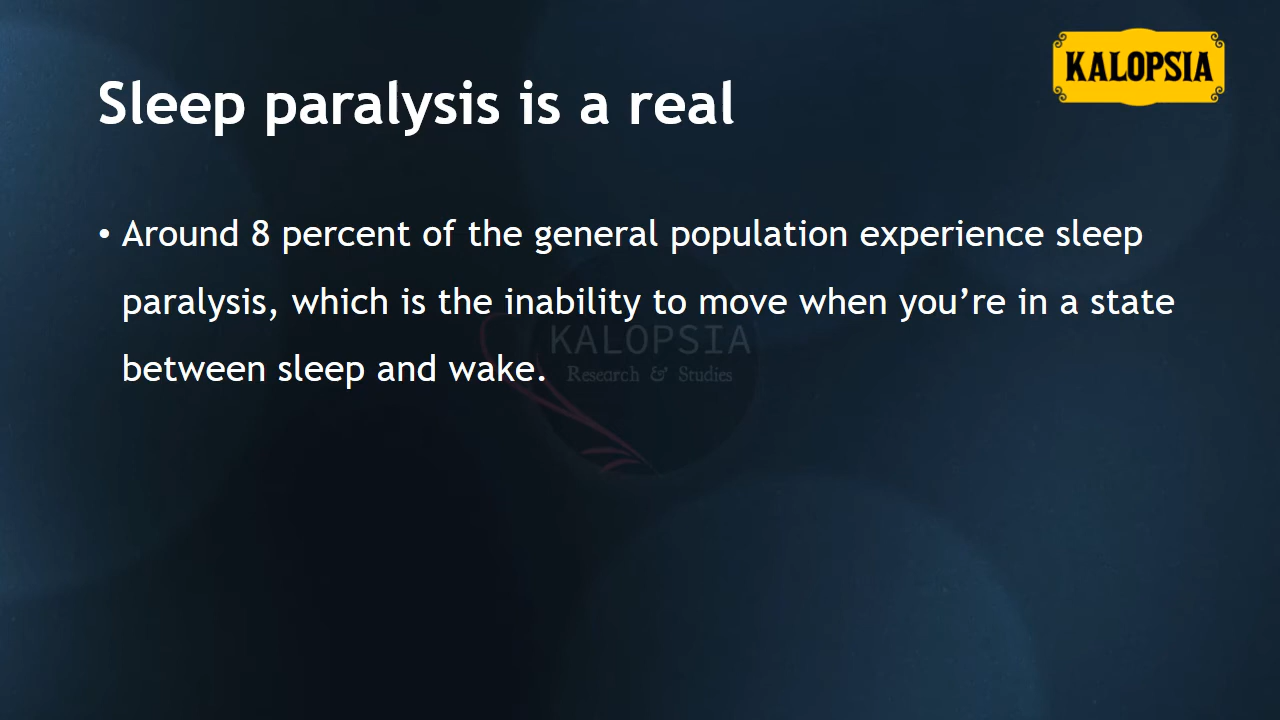 KALOPSIA
Sleep paralysis is a real
• Around 8 percent of the general population experience sleep
paralysis, which is the inability to move when you’re in a state
between sleep and wake.
KALOPSIA
Research & Studies